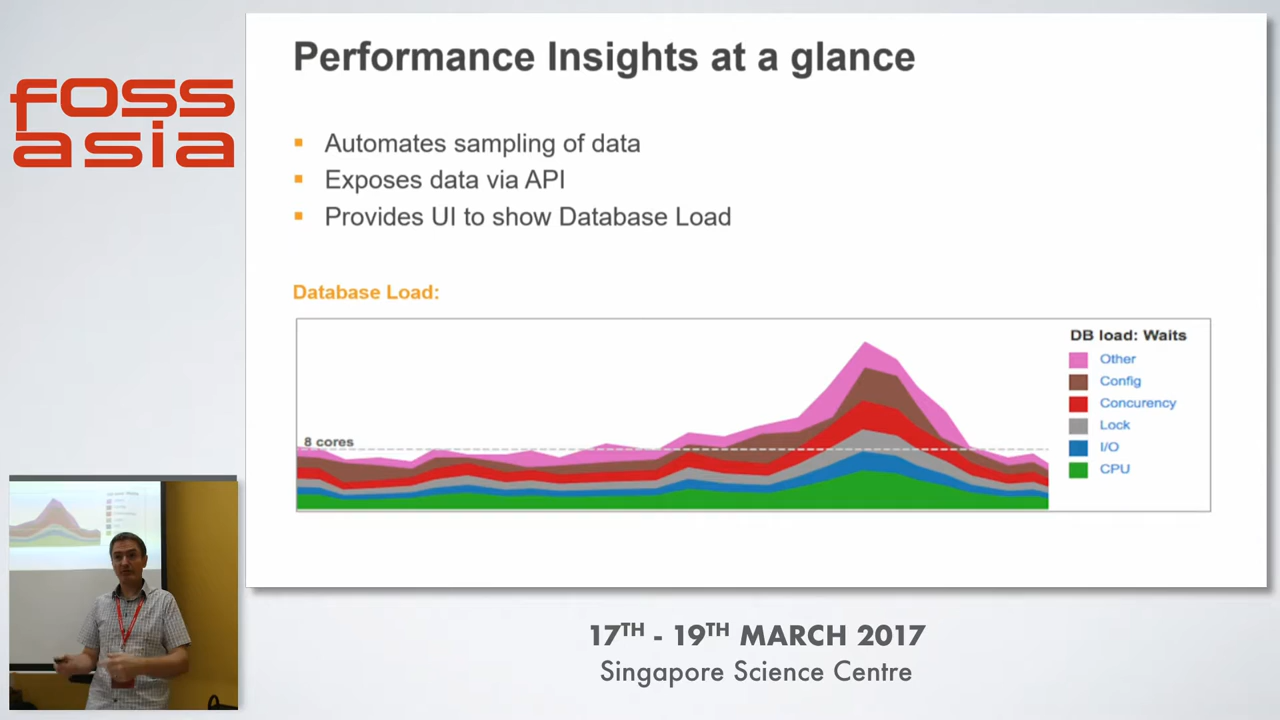 foss
asia
Performance Insights at a glance
Automates sampling of data
Exposes data via API
Provides UI to show Database Load
Database Load:
8 cores
DB load: Waits
Other
Config
Concurency
Lock
I/O
CPU
17TH - 19TH MARCH 2017
Singapore Science Centre